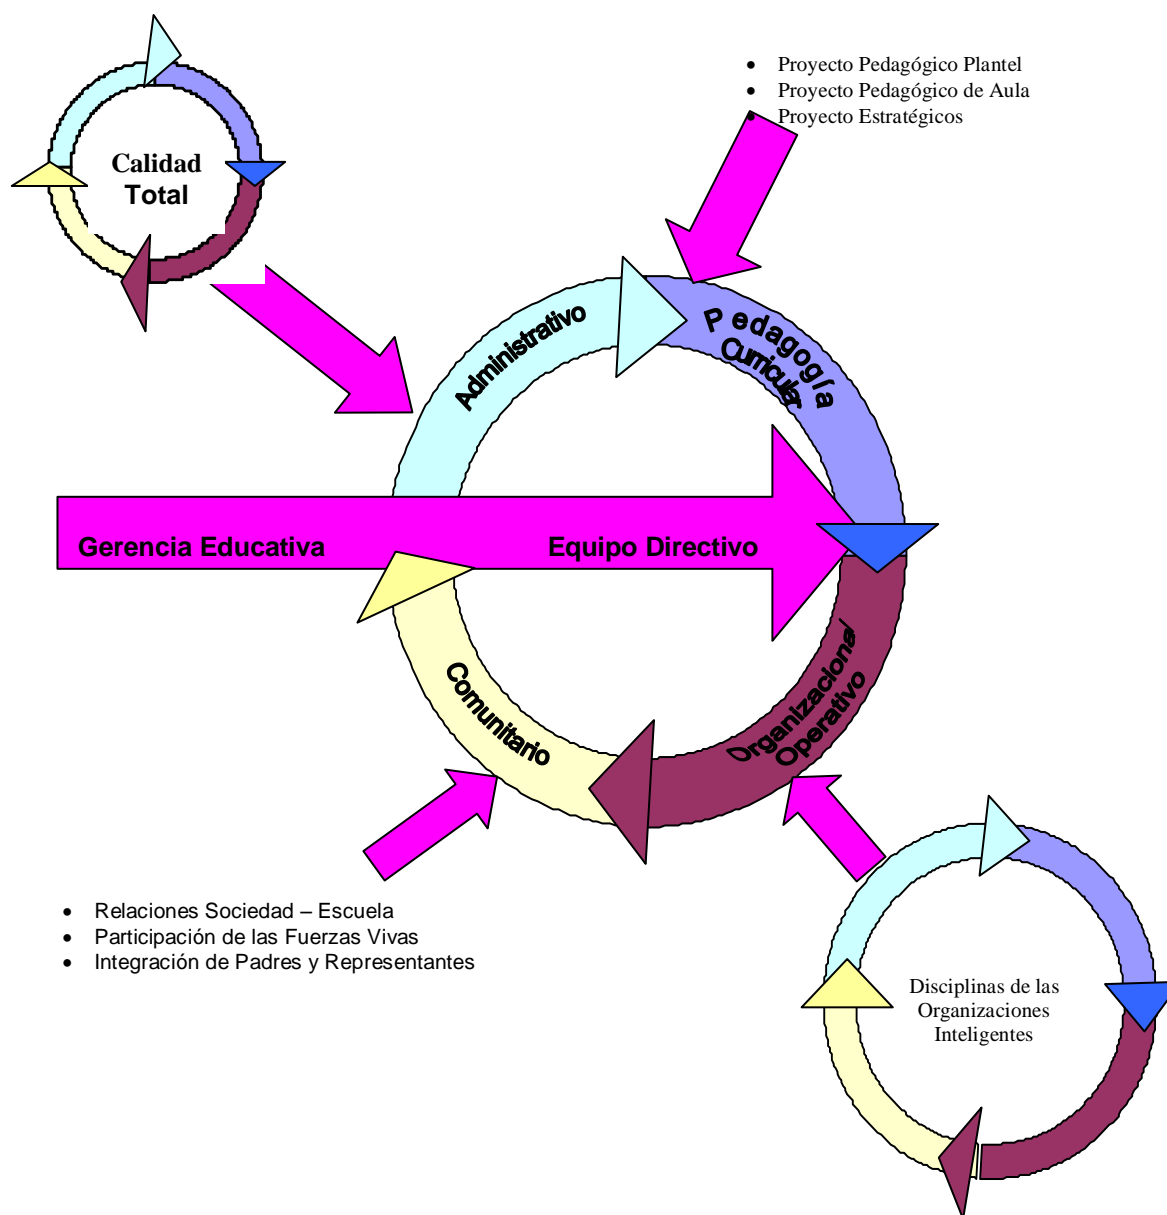 • Proyecto Pedagógico Plantel
• Proyecto Pedagógico de Aula
• Proyecto Estratégicos
Calidad
Total
Administrativo
Pedagogía
Curricular
Gerencia Educativa Equipo Directivo
Comunitario
Organizacional
Operativo
• Relaciones Sociedad – Escuela
• Participación de las Fuerzas Vivas
• Integración de Padres y Representantes
Disciplinas de las
Organizaciones
Inteligentes